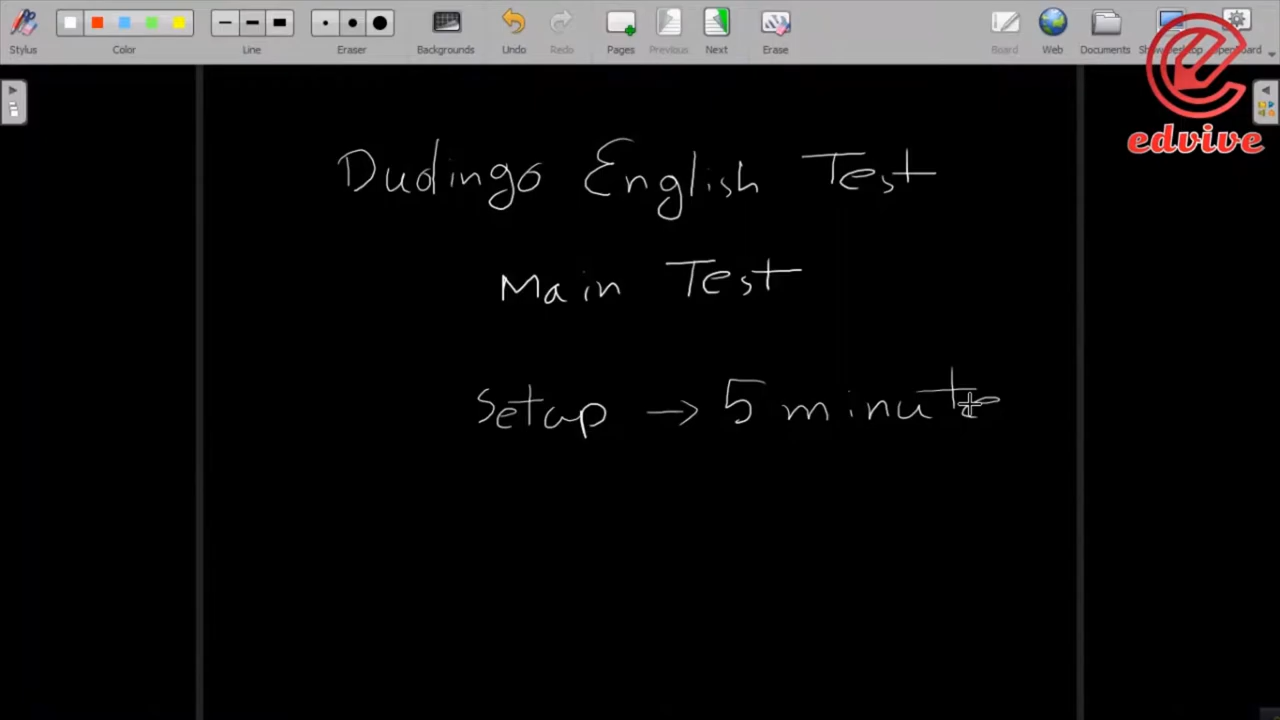 Stylus Color Line Eraser Backgrounds Undo Redo Pages Previous Next Erase Board Web Documents
edvive
Duolingo English Test
Main Test
Setup → 5 minute